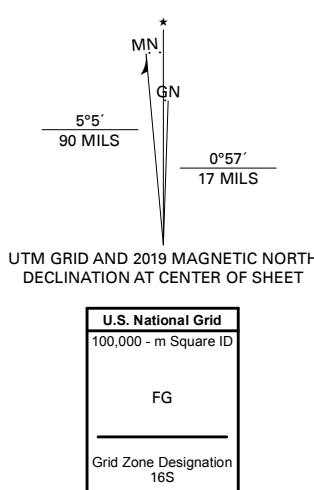 ★
M.N.
GN
5°5´
90 MILS
0°57´
17 MILS
UTM GRID AND 2019 MAGNETIC NORTH
DECLINATION AT CENTER OF SHEET
U.S. National Grid
100,000 - m Square ID
FG
Grid Zone Designation
16S